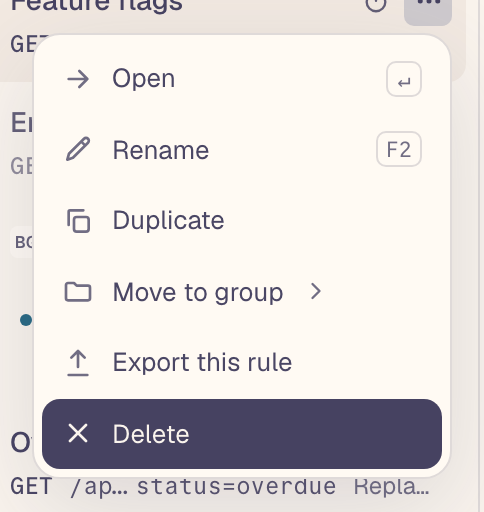 Feature flags
GET
Open ↵
Rename F2
Duplicate
Move to group
Export this rule
Delete
GET /ap… status=overdue Repla…